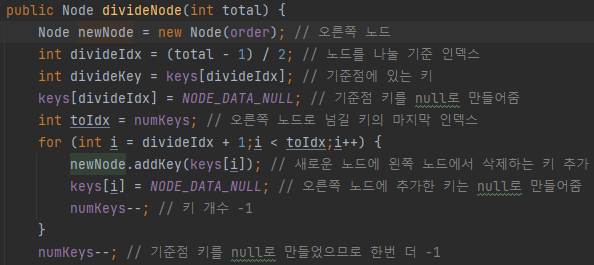 public Node divideNode(int total) {
    Node newNode = new Node(order); // 오른쪽 노드
    int divideIdx = (total - 1) / 2; // 노드를 나눌 기준 인덱스
    int divideKey = keys[divideIdx]; // 기준점에 있는 키
    keys[divideIdx] = NODE_DATA_NULL; // 기준점 키를 null로 만들어줌
    int toIdx = numKeys; // 오른쪽 노드로 넘길 키의 마지막 인덱스
    for (int i = divideIdx + 1;i < toIdx;i++) {
        newNode.addKey(keys[i]); // 새로운 노드에 왼쪽 노드에서 삭제하는 키 추가
        keys[i] = NODE_DATA_NULL; // 오른쪽 노드에 추가한 키는 null로 만들어줌
        numKeys--; // 키 개수 -1
    }
    numKeys--; // 기준점 키를 null로 만들었으므로 한번 더 -1